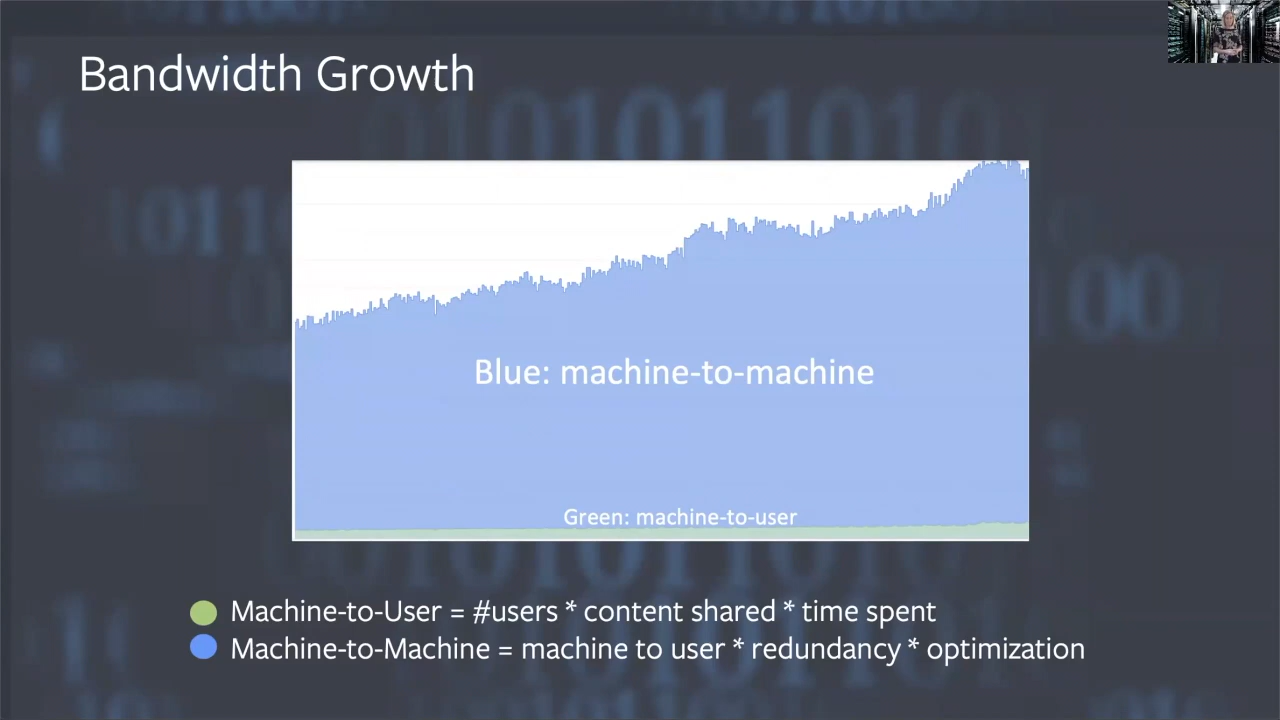 Bandwidth Growth
Blue: machine-to-machine
Green: machine-to-user
Machine-to-User = #users * content shared * time spent
Machine-to-Machine = machine to user * redundancy * optimization